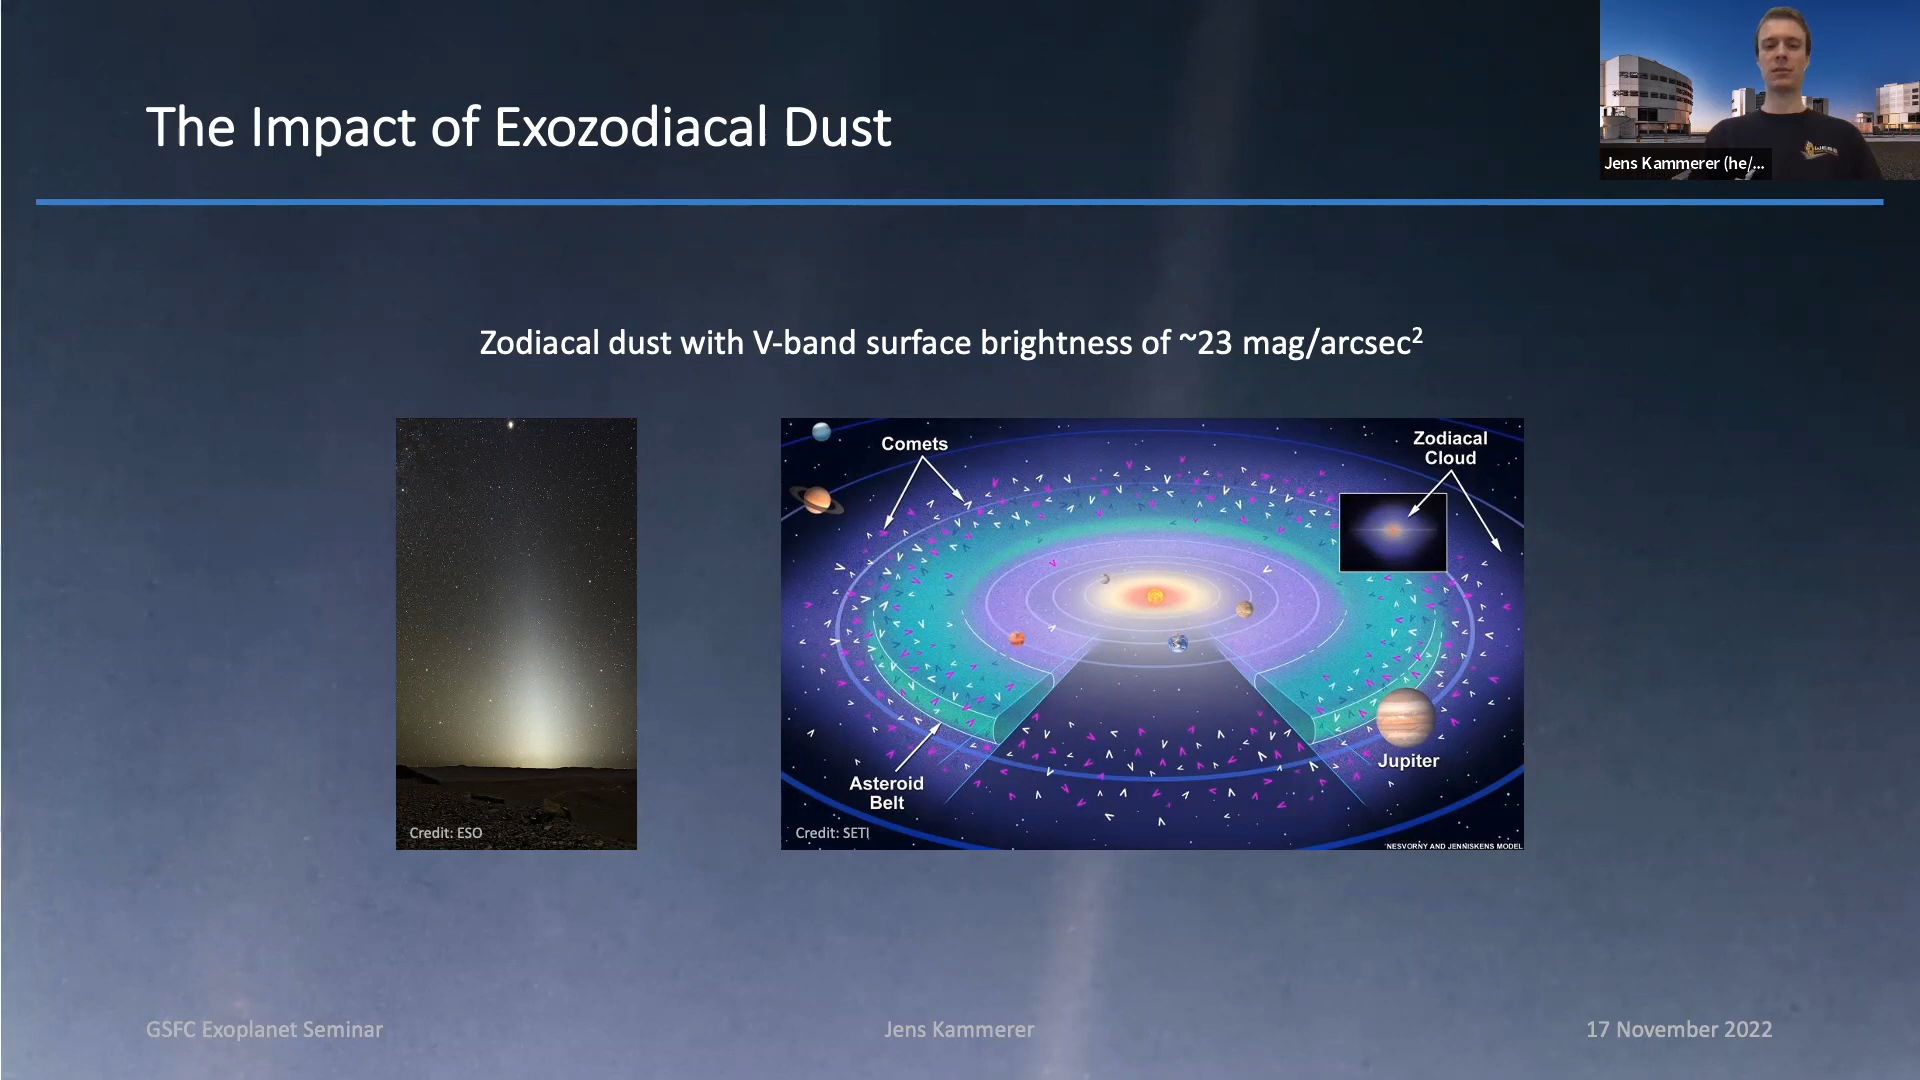 The Impact of Exozodiacal Dust
Jens Kammerer (he/...
Zodiacal dust with V-band surface brightness of ~23 mag/arcsec²
Comets
Zodiacal
Cloud
Asteroid
Belt
Jupiter
Credit: ESO
Credit: SETI
NESVORNÝ AND JENNISKENS MODEL
GSFC Exoplanet Seminar
Jens Kammerer
17 November 2022